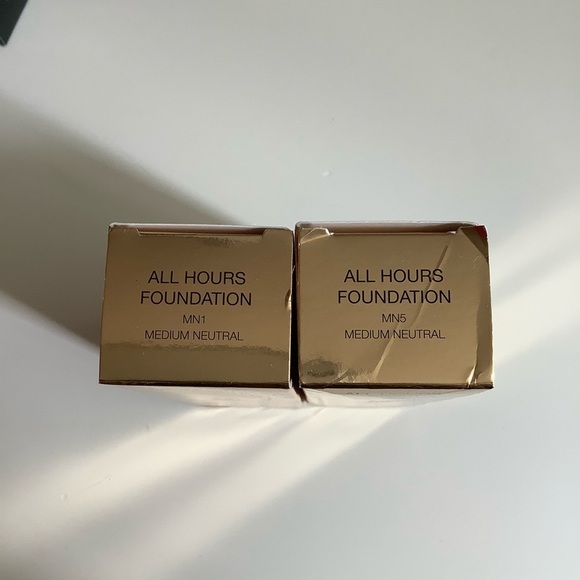 ALL HOURS
FOUNDATION
MN1
MEDIUM NEUTRAL
ALL HOURS
FOUNDATION
MN5
MEDIUM NEUTRAL